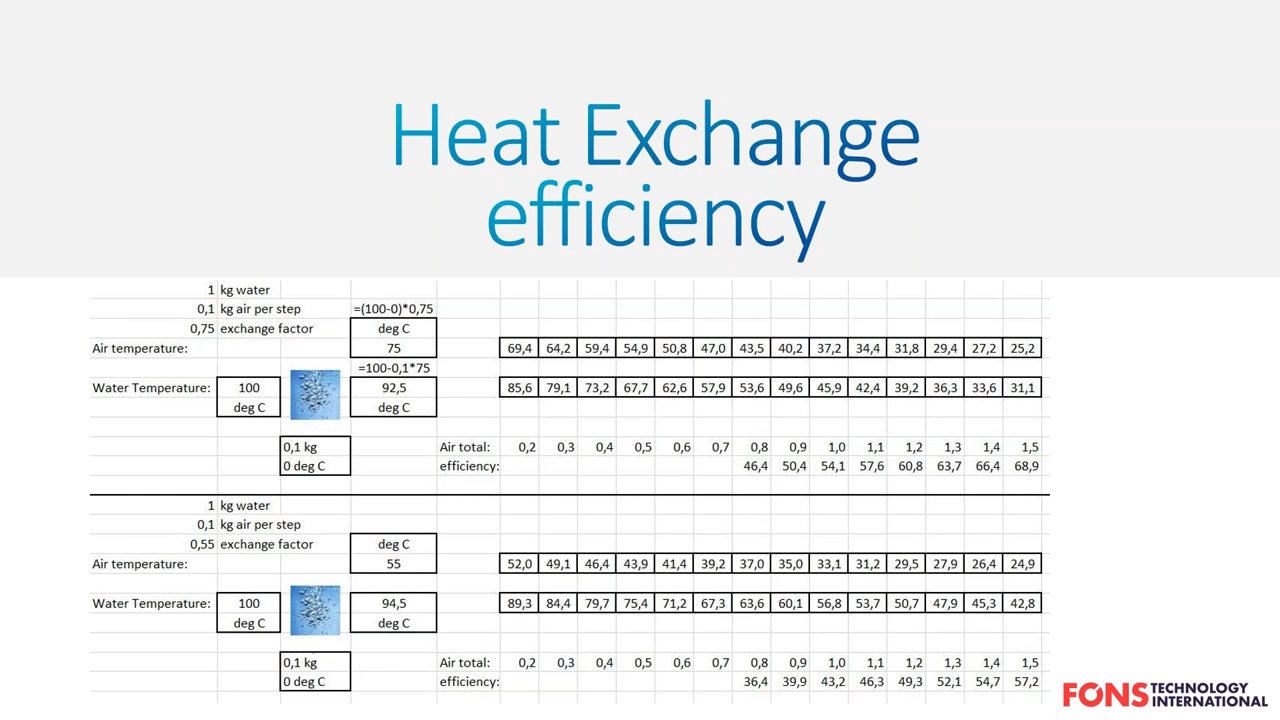 Heat Exchange
efficiency
1 kg water
0,1 kg air per step =(100-0)*0,75
0,75 exchange factor deg C
Air temperature: 75 69,4 64,2 59,4 54,9 50,8 47,0 43,5 40,2 37,2 34,4 31,8 29,4 27,2 25,2
=100-0,1*75
Water Temperature: 100 92,5 85,6 79,1 73,2 67,7 62,6 57,9 53,6 49,6 45,9 42,4 39,2 36,3 33,6 31,1
deg C deg C
0,1 kg Air total: 0,2 0,3 0,4 0,5 0,6 0,7 0,8 0,9 1,0 1,1 1,2 1,3 1,4 1,5
0 deg C efficiency: 46,4 50,4 54,1 57,6 60,8 63,7 66,4 68,9
1 kg water
0,1 kg air per step
0,55 exchange factor deg C
Air temperature: 55 52,0 49,1 46,4 43,9 41,4 39,2 37,0 35,0 33,1 31,2 29,5 27,9 26,4 24,9
Water Temperature: 100 94,5 89,3 84,4 79,7 75,4 71,2 67,3 63,6 60,1 56,8 53,7 50,7 47,9 45,3 42,8
deg C deg C
0,1 kg Air total: 0,2 0,3 0,4 0,5 0,6 0,7 0,8 0,9 1,0 1,1 1,2 1,3 1,4 1,5
0 deg C efficiency: 36,4 39,9 43,2 46,3 49,3 52,1 54,7 57,2
FONS TECHNOLOGY
INTERNATIONAL